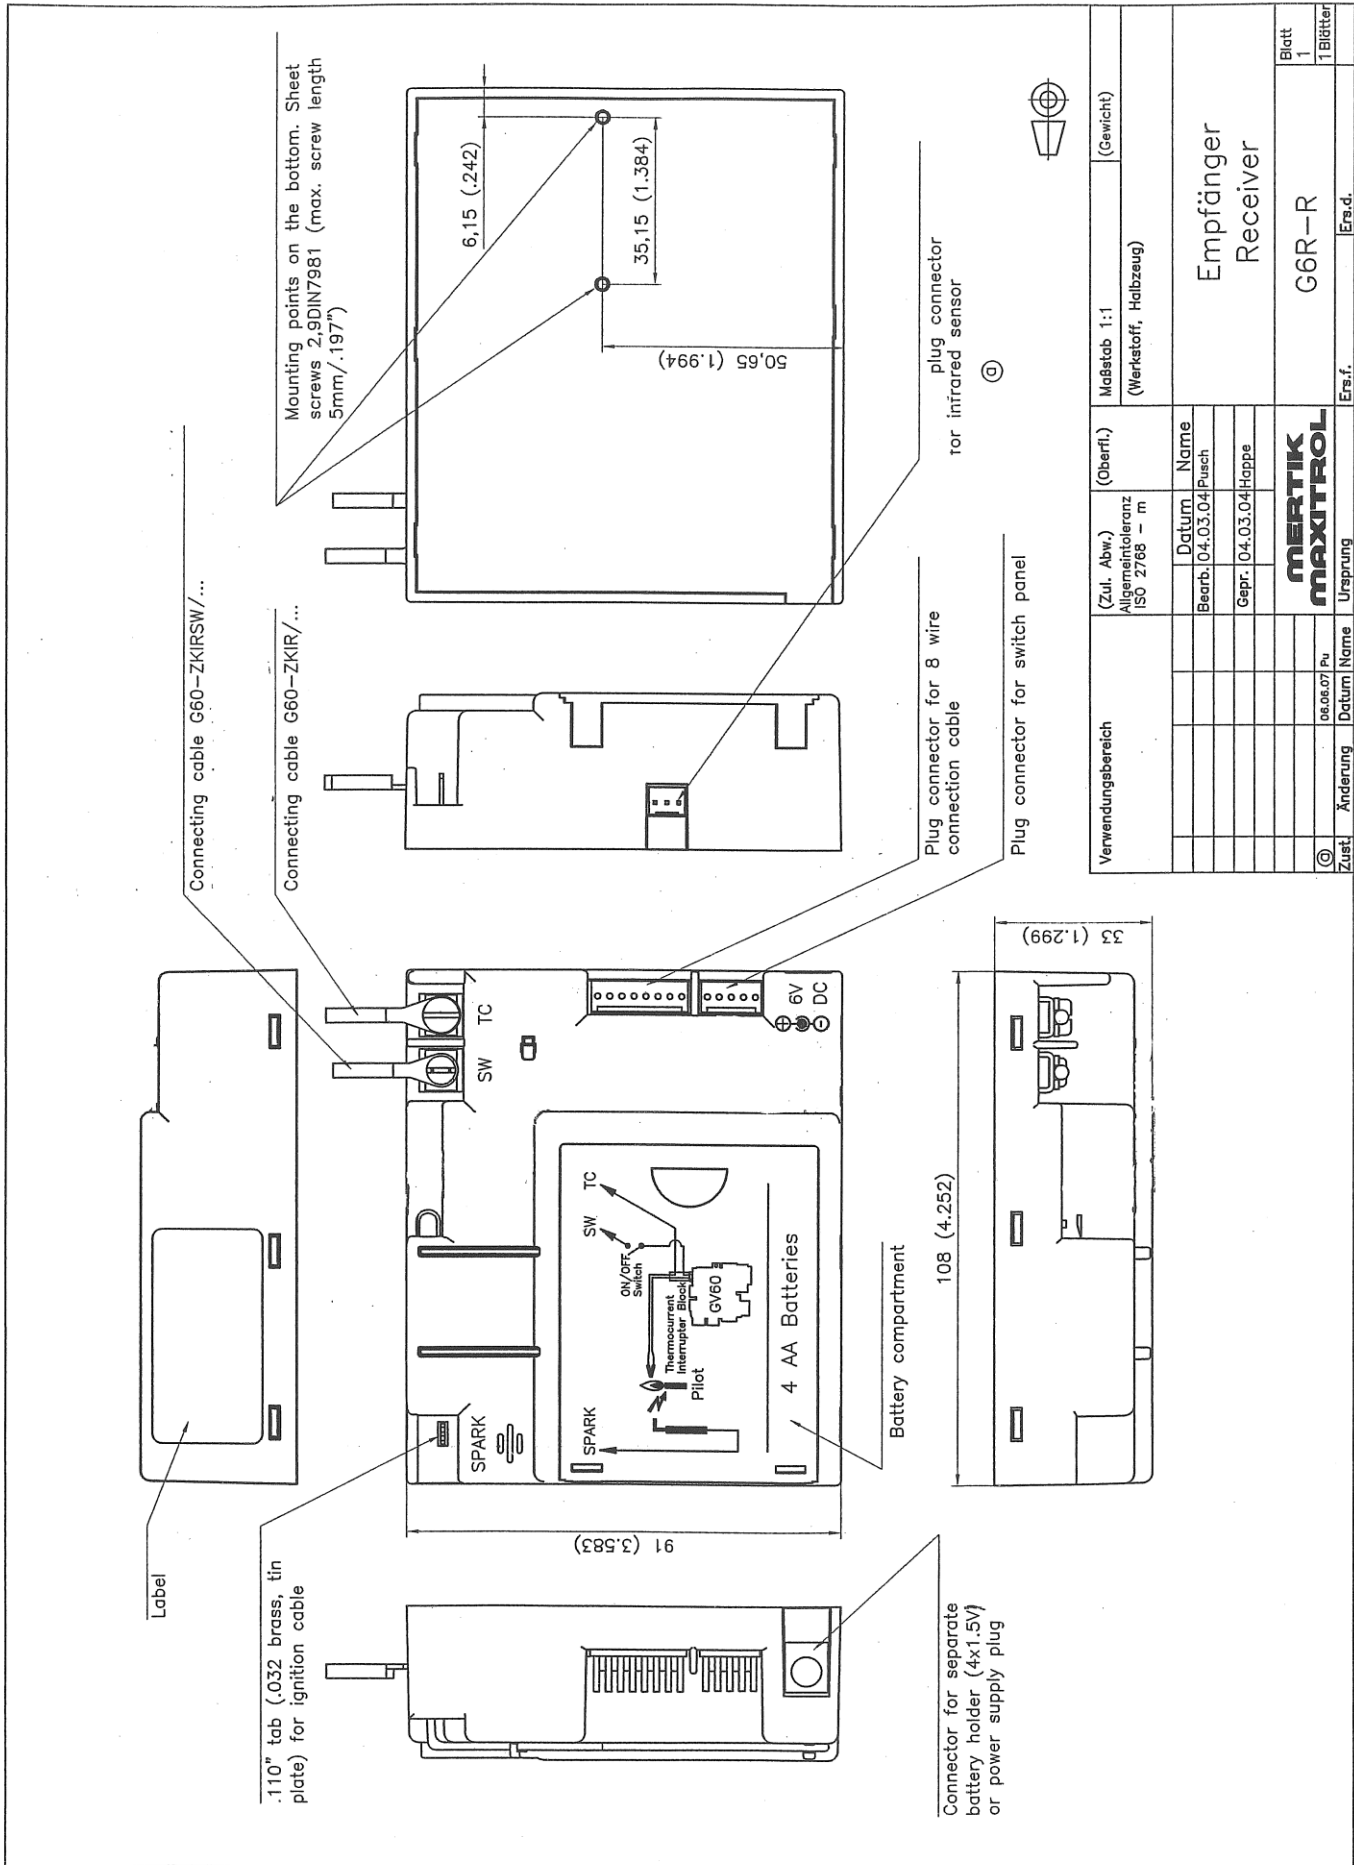 Label
.110" tab (.032 brass, tin
plate) for ignition cable
Connecting cable G60-ZKIRSW/...
Connecting cable G60-ZKIR/...
Mounting points on the bottom. Sheet
screws 2,9DIN7981 (max. screw length
5mm/.197")
6,15 (.242)
35,15 (1.384)
50,65 (1.994)
91 (3.583)
SPARK
SW
TC
SPARK
SW
TC
ON/OFF
Switch
Thermocurrent
Interrupter Block
GV60
Pilot
4 AA Batteries
6V
DC
Plug connector for 8 wire
connection cable
Plug connector for switch panel
plug connector
for infrared sensor
a
Battery compartment
Connector for separate
battery holder (4x1.5V)
or power supply plug
108 (4.252)
33 (1.299)
Verwendungsbereich
(Zul. Abw.)
Allgemeintoleranz
ISO 2768 - m
(Oberfl.)
Maßstab 1:1
(Gewicht)
(Werkstoff, Halbzeug)
Datum Name
Bearb. 04.03.04 Pusch
Gepr. 04.03.04 Happe
Empfänger
Receiver
MERTIK
MAXITROL
G6R-R
Blatt
1
1 Blätter
a 06.06.07 Pu
Zust. Änderung Datum Name Ursprung Ers.f. Ers.d.